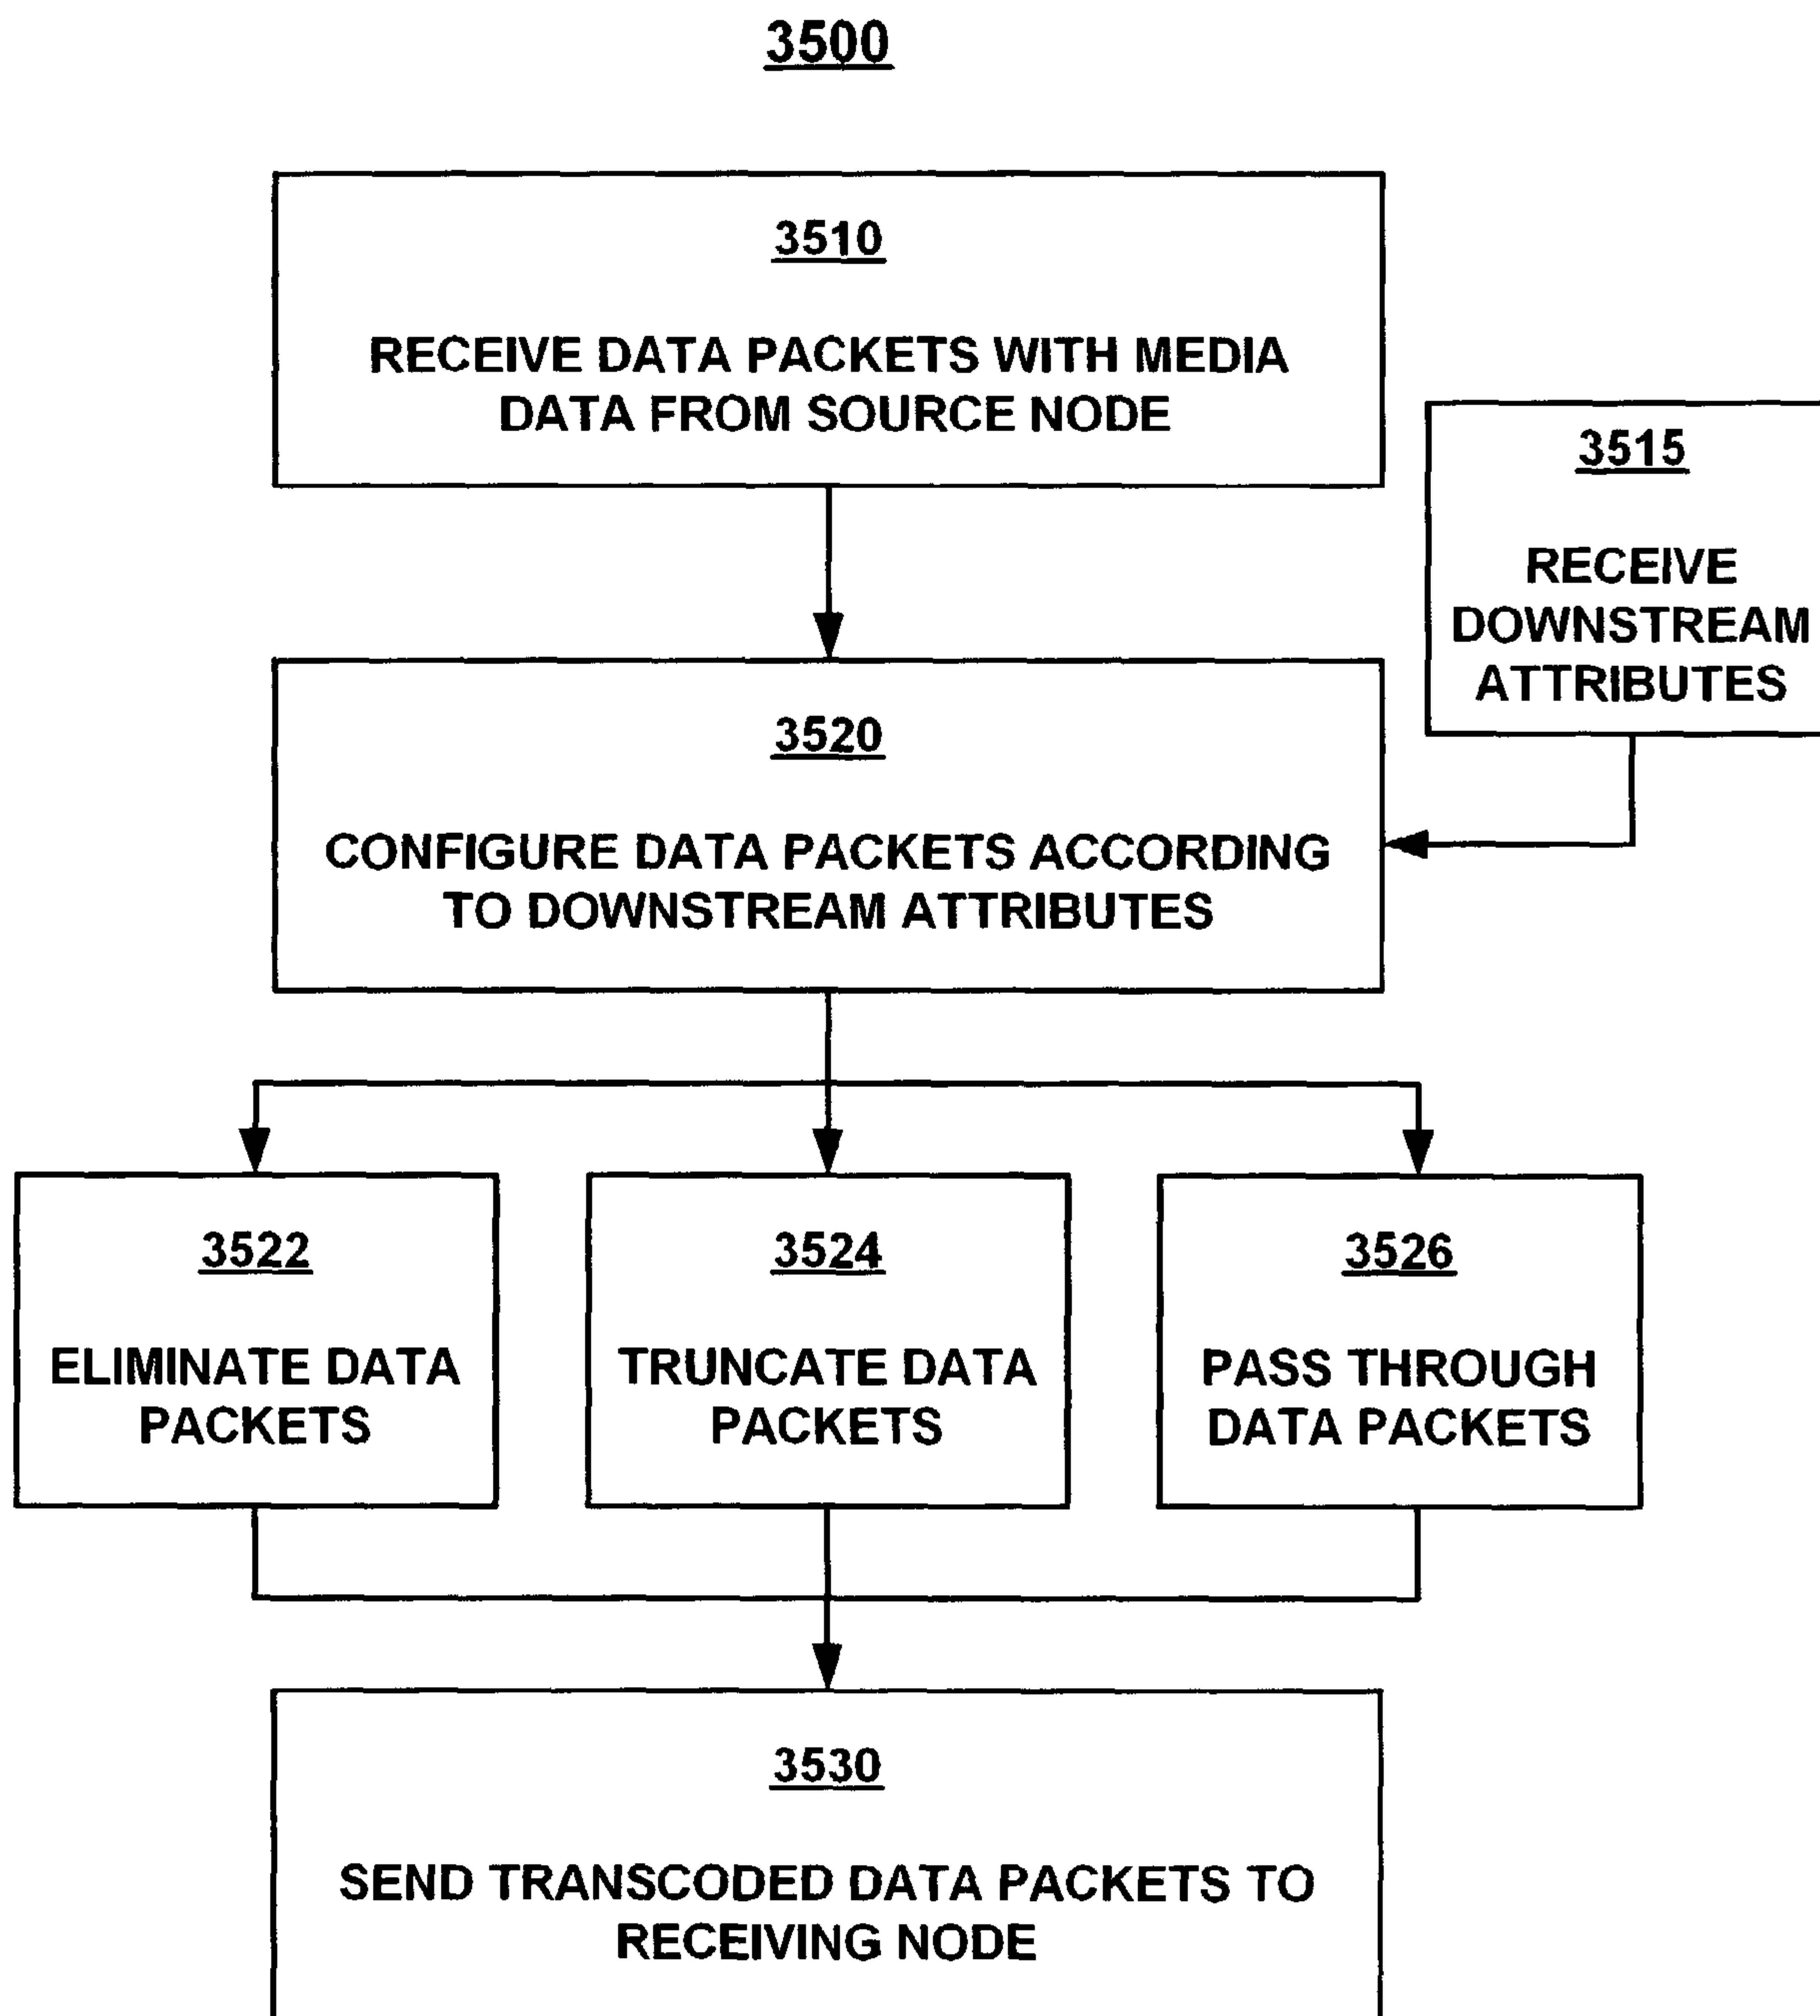 3500
3510
RECEIVE DATA PACKETS WITH MEDIA
DATA FROM SOURCE NODE
3515
RECEIVE
DOWNSTREAM
ATTRIBUTES
3520
CONFIGURE DATA PACKETS ACCORDING
TO DOWNSTREAM ATTRIBUTES
3522
ELIMINATE DATA
PACKETS
3524
TRUNCATE DATA
PACKETS
3526
PASS THROUGH
DATA PACKETS
3530
SEND TRANSCODED DATA PACKETS TO
RECEIVING NODE